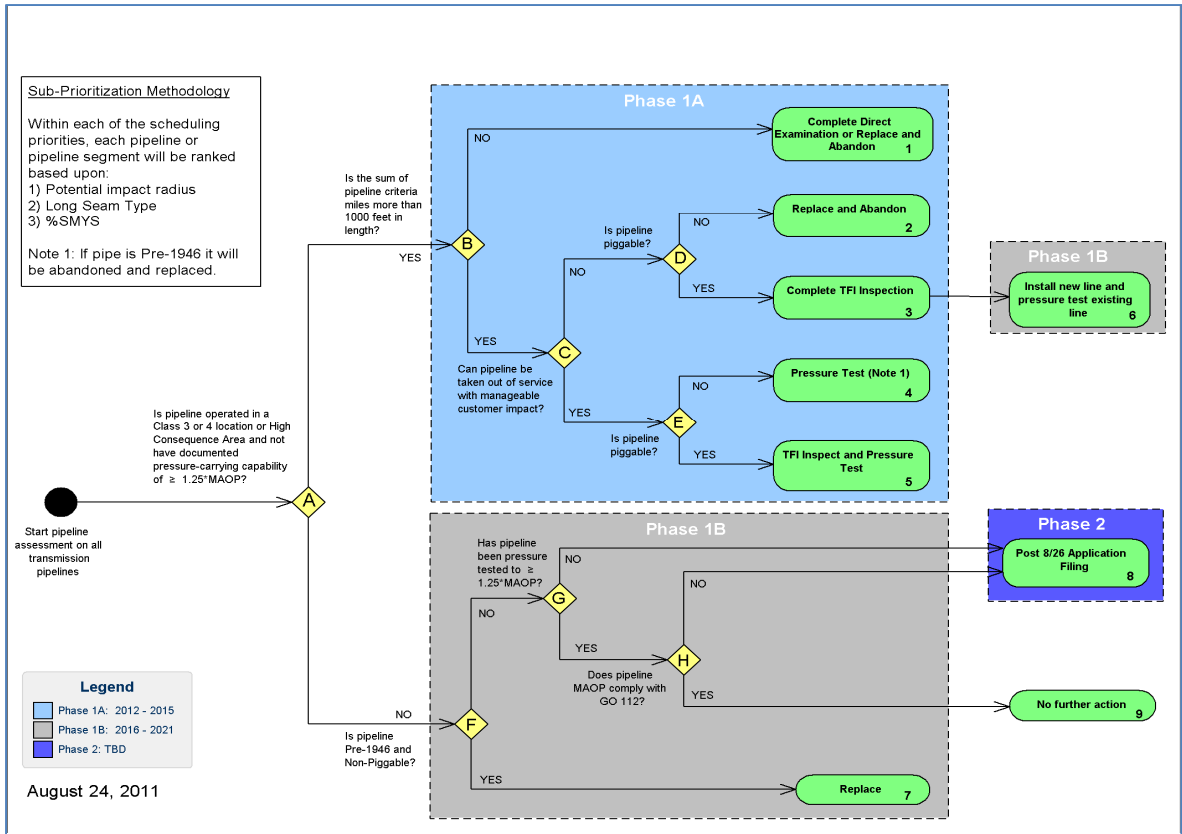 Sub-Prioritization Methodology
Within each of the scheduling
priorities, each pipeline or
pipeline segment will be ranked
based upon:
1) Potential impact radius
2) Long Seam Type
3) %SMYS
Note 1: If pipe is Pre-1946 it will
be abandoned and replaced.
Phase 1A
NO
Complete Direct
Examination or Replace and
Abandon
1
Is the sum of
pipeline criteria
miles more than
1000 feet in
length?
B
YES
Is pipeline
piggable?
D
NO
Replace and Abandon
2
NO
YES
Complete TFI Inspection
3
Phase 1B
Install new line and
pressure test existing
line
6
YES
C
Can pipeline be
taken out of service
with manageable
customer impact?
YES
NO
Pressure Test (Note 1)
4
E
Is pipeline
piggable?
YES
TFI Inspect and Pressure
Test
5
Is pipeline operated in a
Class 3 or 4 location or High
Consequence Area and not
have documented
pressure-carrying capability
of ≥ 1.25*MAOP?
A
Start pipeline
assessment on all
transmission
pipelines
Phase 1B
Has pipeline
been pressure
tested to ≥
1.25*MAOP?
NO
G
NO
YES
NO
H
Does pipeline
MAOP comply with
GO 112?
YES
Phase 2
Post 8/26 Application
Filing
8
No further action
9
NO
F
Is pipeline
Pre-1946 and
Non-Piggable?
YES
Replace
7
Legend
Phase 1A: 2012 - 2015
Phase 1B: 2016 - 2021
Phase 2: TBD
August 24, 2011